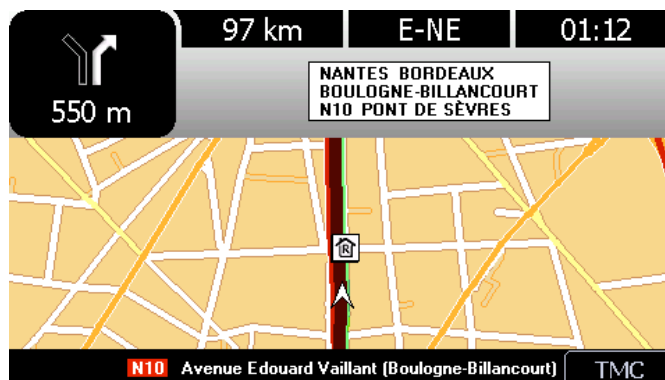 97 km
E-NE
01:12
550 m
NANTES BORDEAUX
BOULOGNE-BILLANCOURT
N10 PONT DE SÈVRES
R
N10 Avenue Edouard Vaillant (Boulogne-Billancourt)
TMC